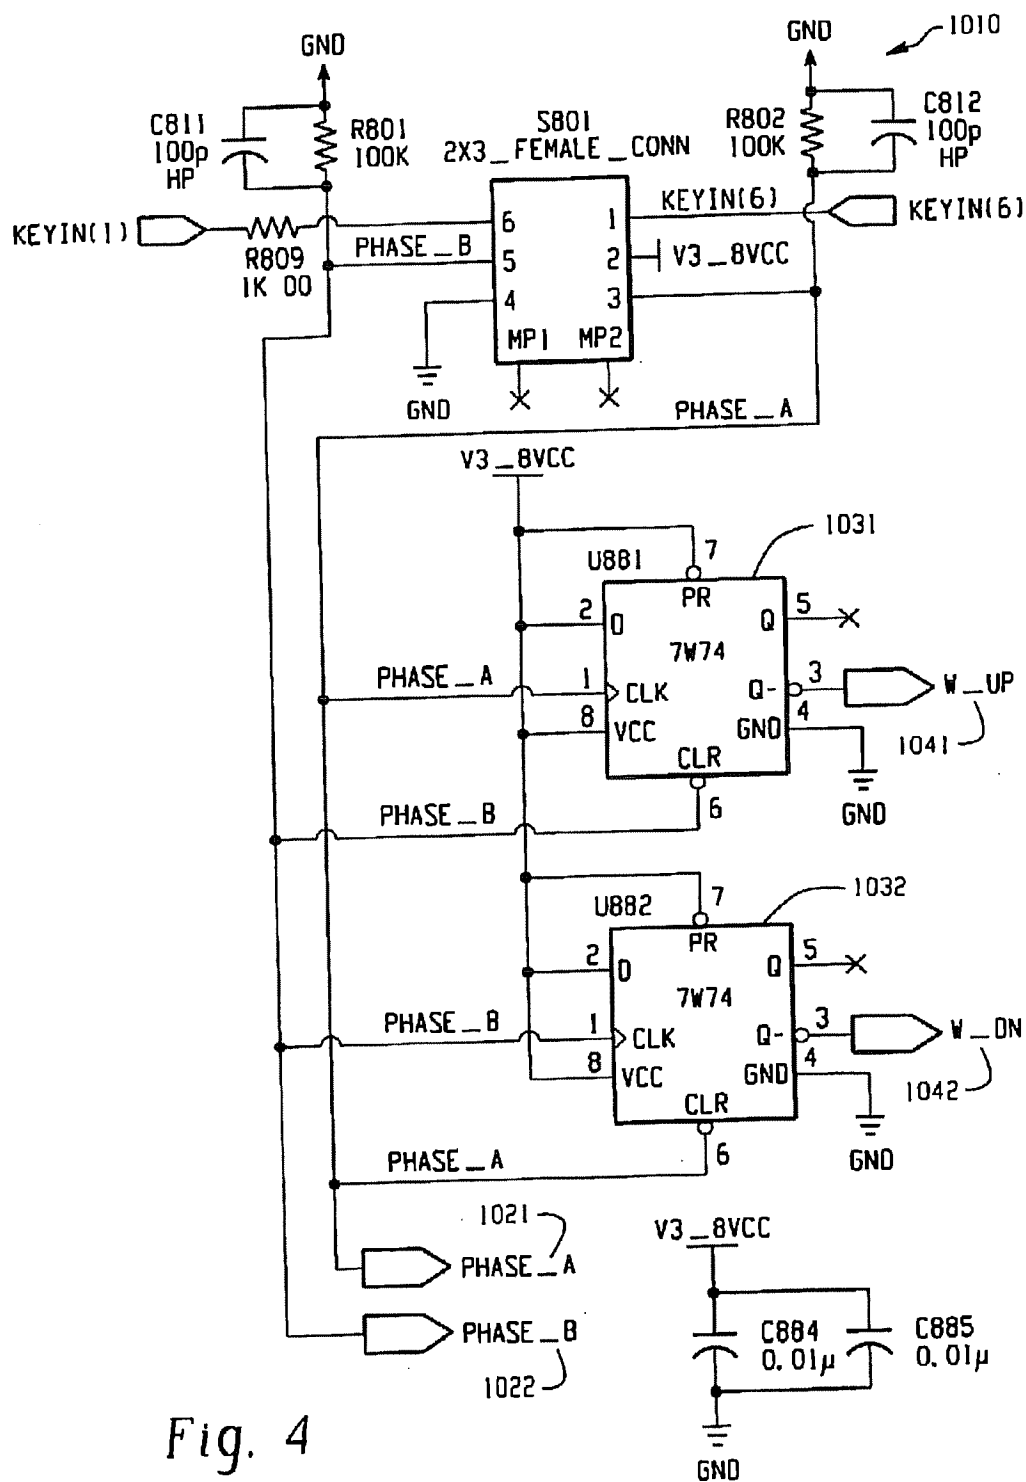 1010
GND
GND
C811
100p
HP
R801
100K
S801
2X3_FEMALE_CONN
R802
100K
C812
100p
HP
KEYIN(1)
R809
1K 00
PHASE_B
6
5
4
1
2
3
MP1
MP2
KEYIN(6)
KEYIN(6)
V3_8VCC
GND
PHASE_A
V3_8VCC
1031
U881
7
PR
2
D
7W74
Q
5
PHASE_A
1
CLK
Q-
3
W_UP
8
VCC
GND
4
1041
CLR
6
GND
PHASE_B
1032
U882
7
PR
2
D
7W74
Q
5
PHASE_B
1
CLK
Q-
3
W_DN
8
VCC
GND
4
1042
CLR
6
GND
PHASE_A
1021
PHASE_A
PHASE_B
1022
V3_8VCC
C884
0.01μ
C885
0.01μ
GND
Fig. 4